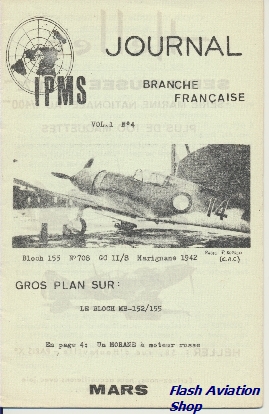 IPMS
JOURNAL
BRANCHE
FRANÇAISE
VOL.1 N°4
14
Bloch 155 N°708 GC II/8 Marignane 1942
(C.A.C)
GROS PLAN SUR:
LE BLOCH MB-152/155
En page 4: Un MORANE à moteur russe
MARS
Flash Aviation
Shop